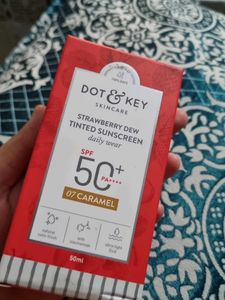 DOT & KEY
SKINCARE
STRAWBERRY DEW
TINTED SUNSCREEN
daily wear
SPF
50+
PA++++
07 CARAMEL
50ml